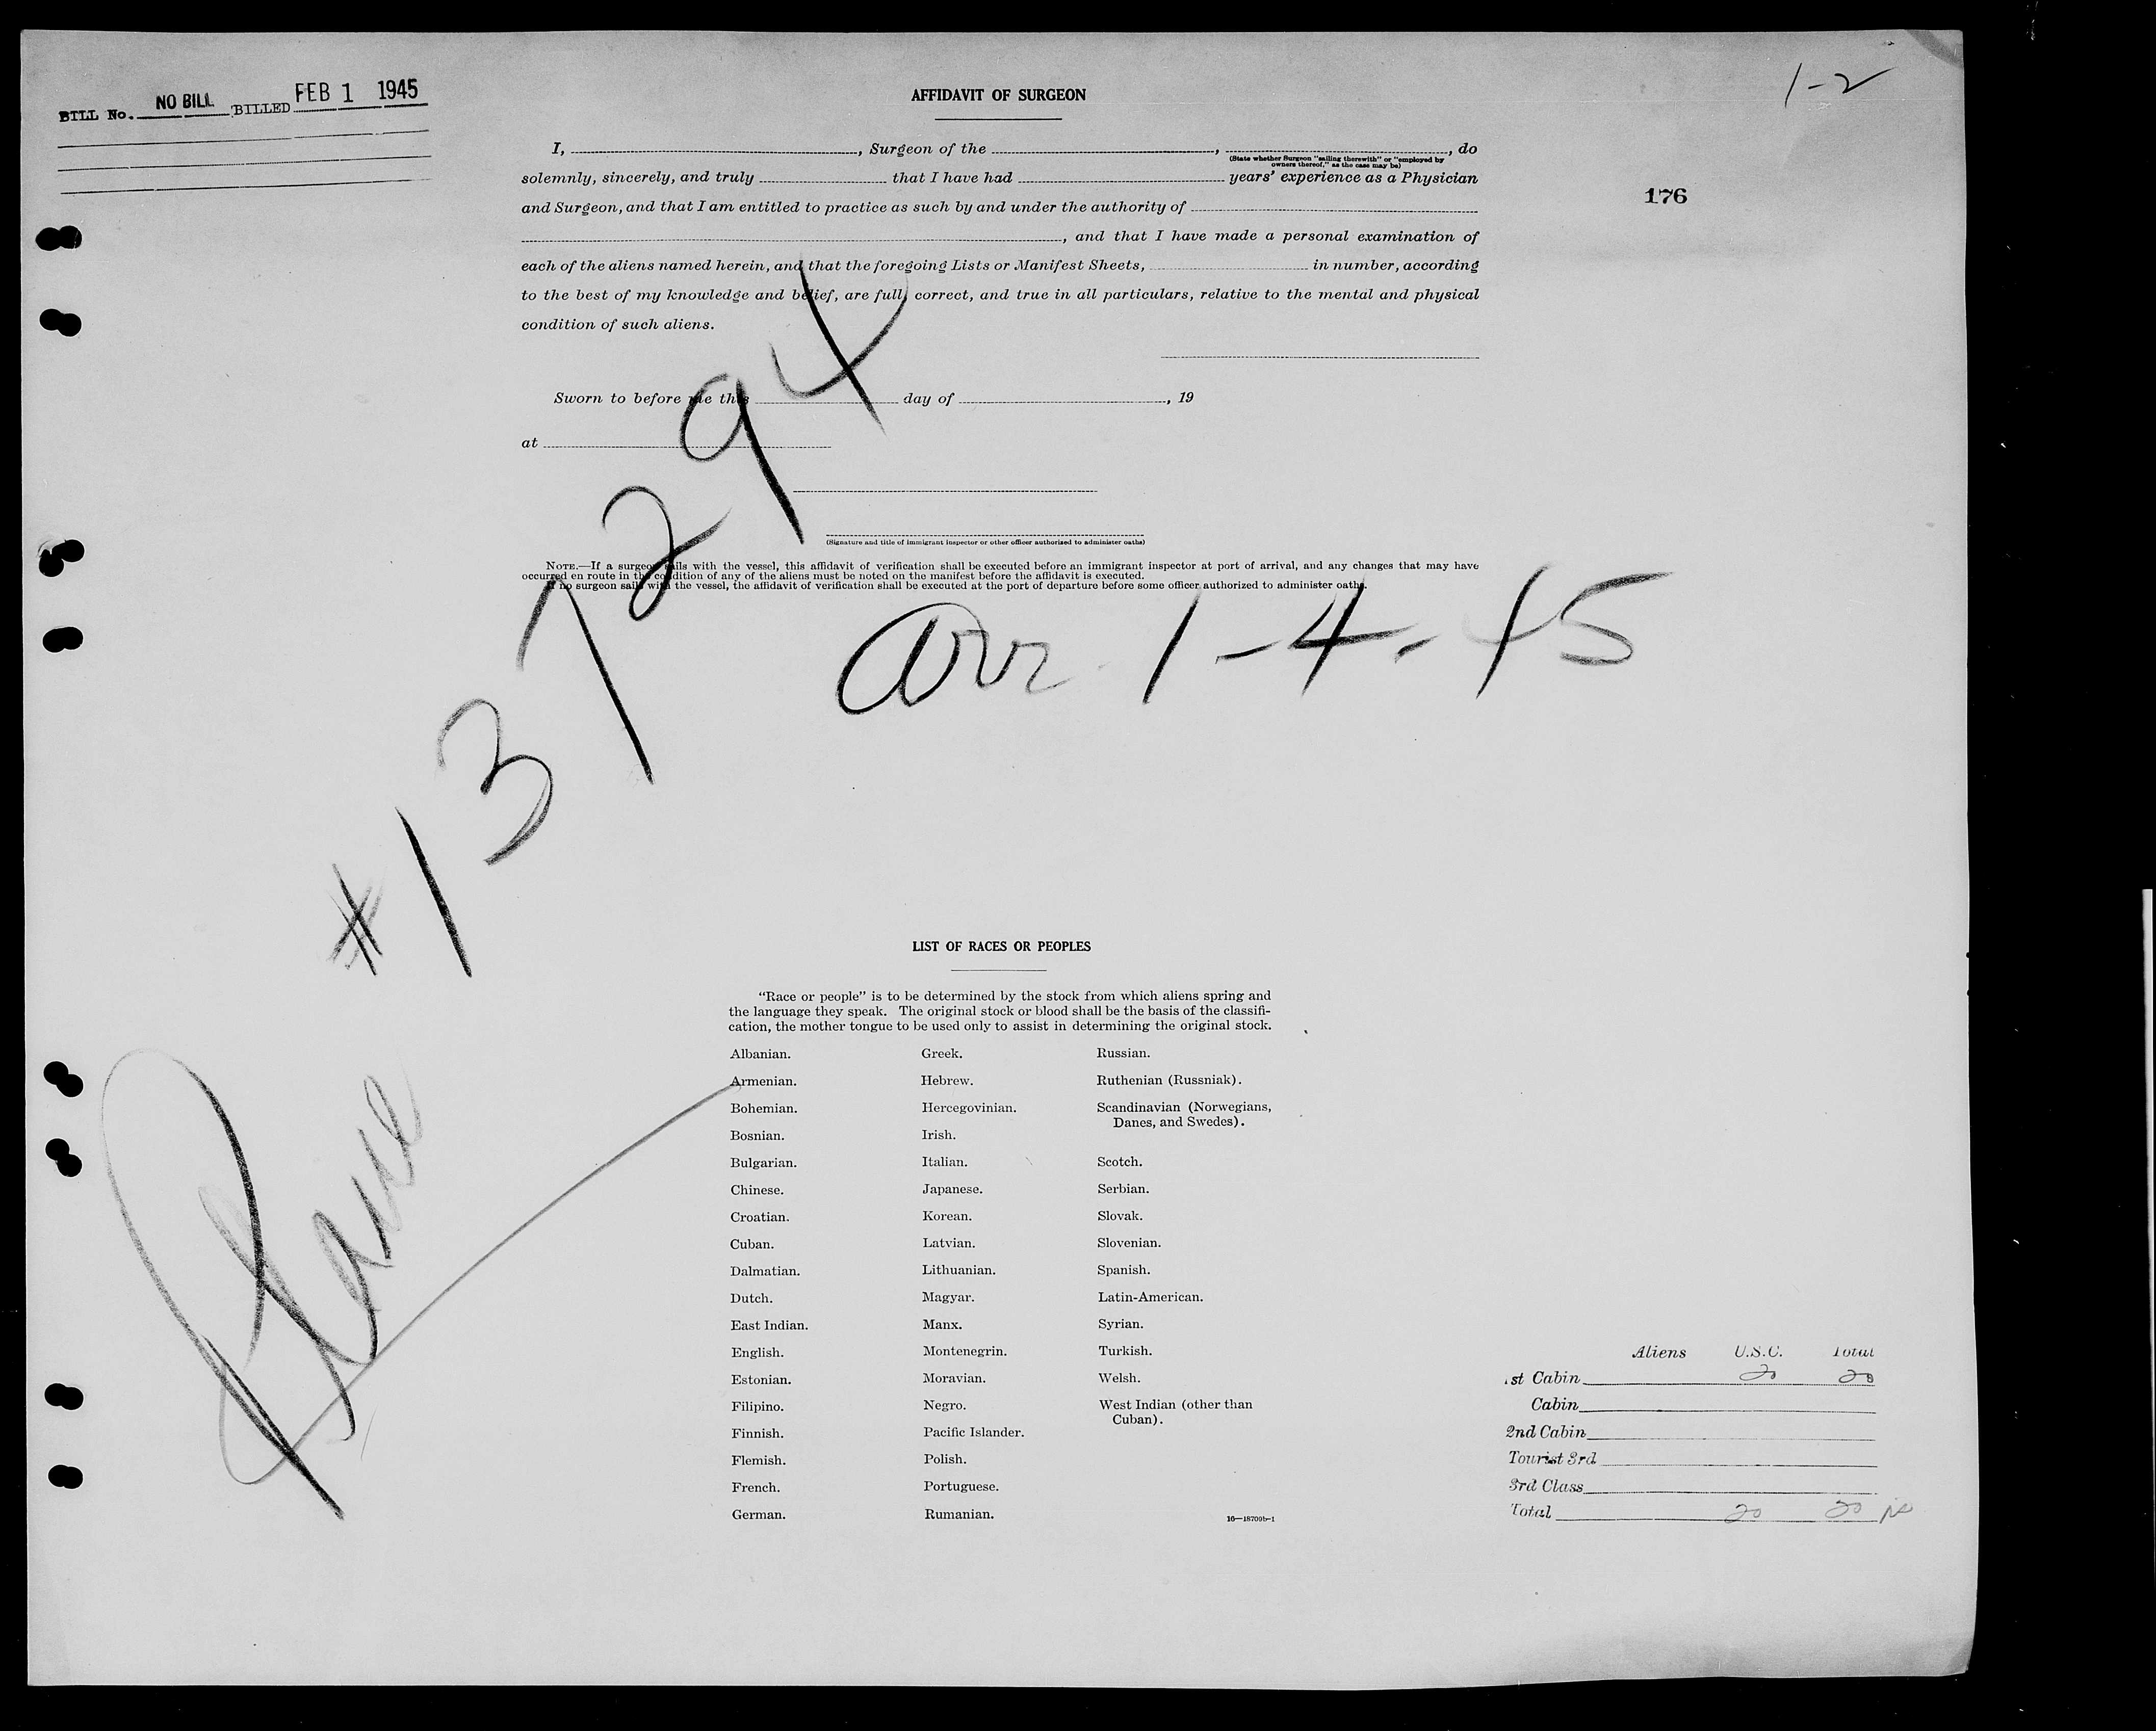 BILL No. NO BILL BILLED FEB 1 1945
1-2
176
AFFIDAVIT OF SURGEON
I, , Surgeon of the , , do
(State whether Surgeon "sailing therewith" or "employed by
owners thereof," as the case may be)
solemnly, sincerely, and truly that I have had years' experience as a Physician
and Surgeon, and that I am entitled to practice as such by and under the authority of
, and that I have made a personal examination of
each of the aliens named herein, and that the foregoing Lists or Manifest Sheets, in number, according
to the best of my knowledge and belief, are full, correct, and true in all particulars, relative to the mental and physical
condition of such aliens.
Sworn to before me this day of , 19
at
(Signature and title of immigrant inspector or other officer authorized to administer oaths)
NOTE.—If a surgeon sails with the vessel, this affidavit of verification shall be executed before an immigrant inspector at port of arrival, and any changes that may have
occurred en route in the condition of any of the aliens must be noted on the manifest before the affidavit is executed.
If no surgeon sails with the vessel, the affidavit of verification shall be executed at the port of departure before some officer authorized to administer oaths.
#137294
Arr 1-4-45
Plane
LIST OF RACES OR PEOPLES
"Race or people" is to be determined by the stock from which aliens spring and
the language they speak. The original stock or blood shall be the basis of the classifi-
cation, the mother tongue to be used only to assist in determining the original stock.
Albanian.
Armenian.
Bohemian.
Bosnian.
Bulgarian.
Chinese.
Croatian.
Cuban.
Dalmatian.
Dutch.
East Indian.
English.
Estonian.
Filipino.
Finnish.
Flemish.
French.
German.
Greek.
Hebrew.
Hercegovinian.
Irish.
Italian.
Japanese.
Korean.
Latvian.
Lithuanian.
Magyar.
Manx.
Montenegrin.
Moravian.
Negro.
Pacific Islander.
Polish.
Portuguese.
Rumanian.
Russian.
Ruthenian (Russniak).
Scandinavian (Norwegians,
Danes, and Swedes).
Scotch.
Serbian.
Slovak.
Slovenian.
Spanish.
Latin-American.
Syrian.
Turkish.
Welsh.
West Indian (other than
Cuban).
16—18709b-1
Aliens U.S.C. Total
1st Cabin 20 20
Cabin
2nd Cabin
Tourist 3rd
3rd Class
Total 20 20